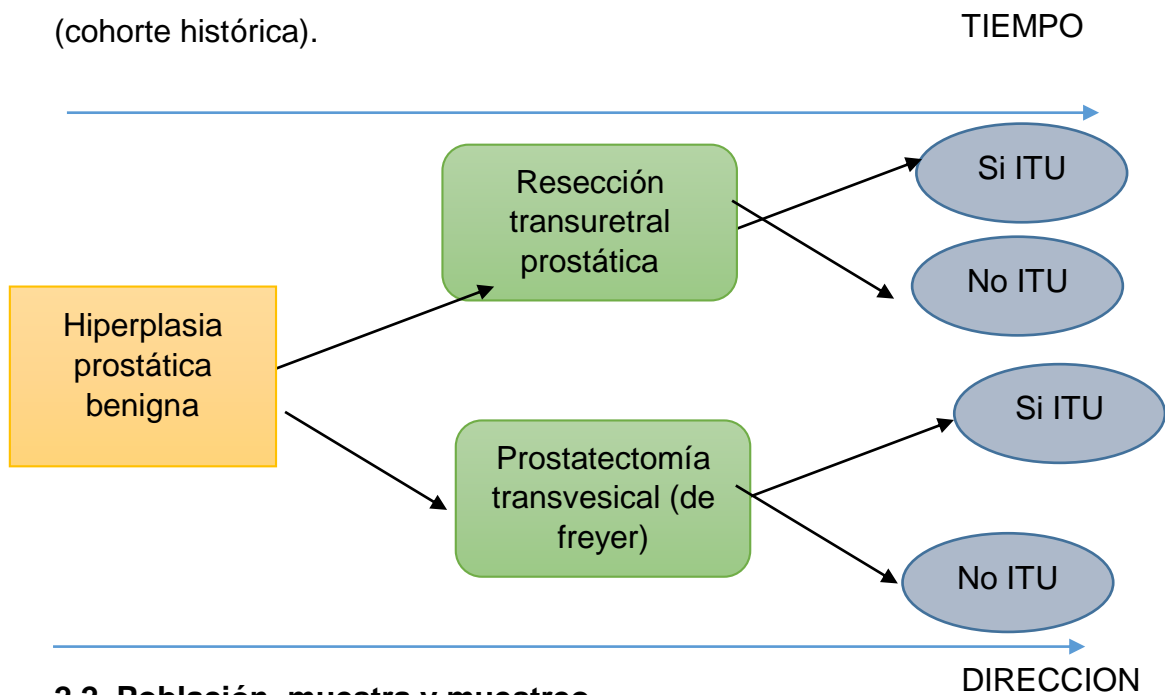 (cohorte histórica).
TIEMPO
Resección
transuretral
prostática
Si ITU
No ITU
Hiperplasia
prostática
benigna
Prostatectomía
transvesical (de
freyer)
Si ITU
No ITU
DIRECCION